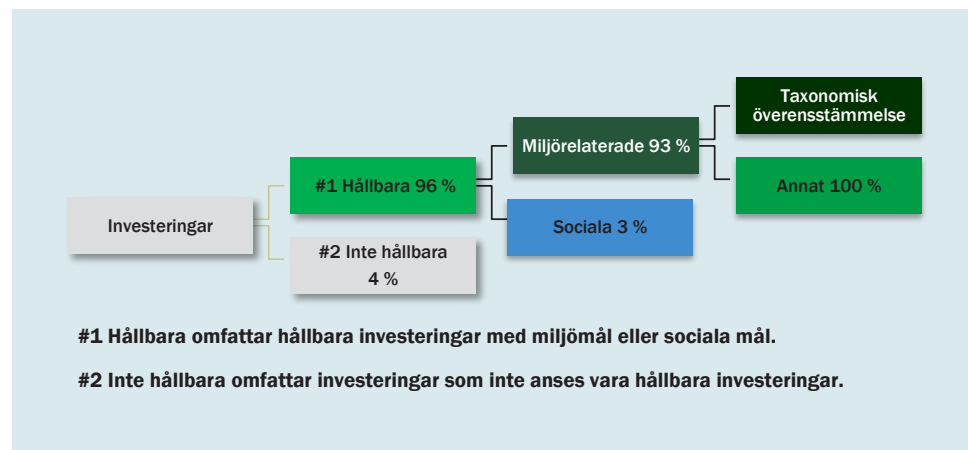 Investeringar
#1 Hållbara 96 %
#2 Inte hållbara
4 %
Miljörelaterade 93 %
Sociala 3 %
Taxonomisk
överensstämmelse
Annat 100 %
#1 Hållbara omfattar hållbara investeringar med miljömål eller sociala mål.
#2 Inte hållbara omfattar investeringar som inte anses vara hållbara investeringar.